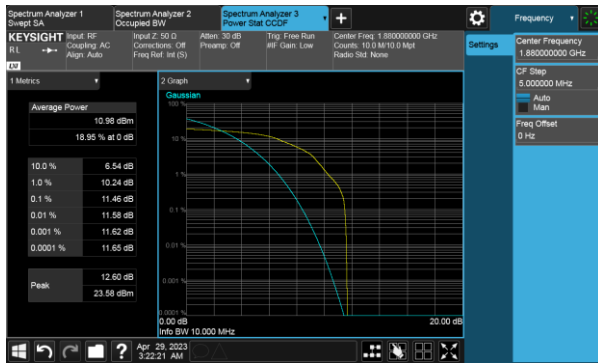 Spectrum Analyzer 1
Swept SA
Spectrum Analyzer 2
Occupied BW
Spectrum Analyzer 3
Power Stat CCDF
+
Frequency
KEYSIGHT
RL
LXI
Input: RF
Coupling: AC
Align: Auto
Input Z: 50 Ω
Corrections: Off
Freq Ref: Int (S)
Atten: 30 dB
Preamp: Off
Trig: Free Run
#IF Gain: Low
Center Freq: 1.880000000 GHz
Counts: 10.0 M/10.0 Mpt
Radio Std: None
Settings
Center Frequency
1.880000000 GHz
CF Step
5.000000 MHz
Auto
Man
Freq Offset
0 Hz
1 Metrics
Average Power
10.98 dBm
18.95 % at 0 dB
10.0 % 6.54 dB
1.0 % 10.24 dB
0.1 % 11.46 dB
0.01 % 11.58 dB
0.001 % 11.62 dB
0.0001 % 11.65 dB
Peak
12.60 dB
23.58 dBm
2 Graph
Gaussian
100 %
10 %
1 %
0.1 %
0.01 %
0.001 %
0.0001 %
0.00 dB
20.00 dB
Info BW 10.000 MHz
?
Apr 29, 2023
3:22:21 AM